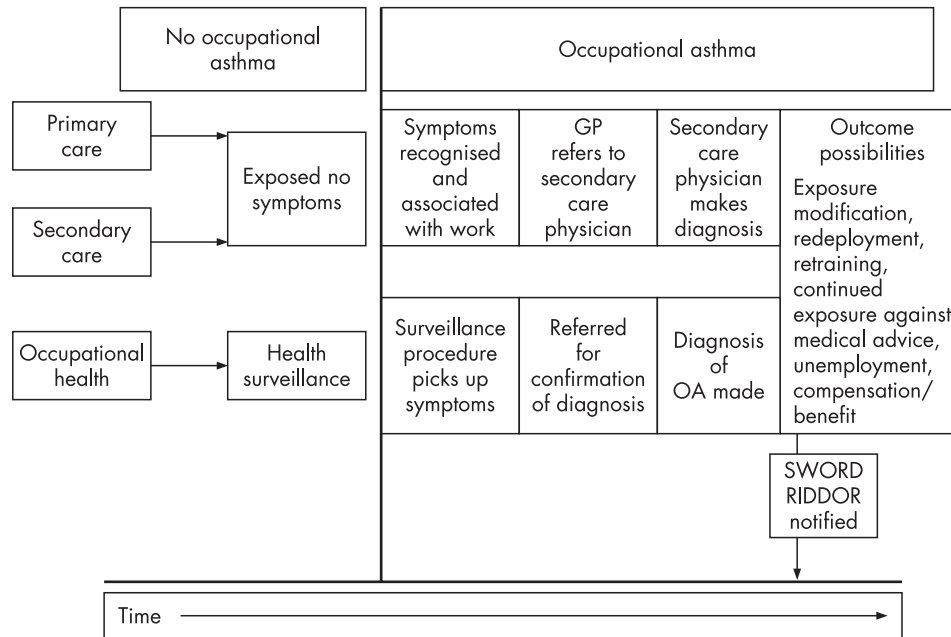 No occupational
asthma
Occupational asthma
Primary
care
Exposed no
symptoms
Secondary
care
Symptoms
recognised
and
associated
with work
GP
refers to
secondary
care
physician
Secondary
care
physician
makes
diagnosis
Outcome
possibilities
Exposure
modification,
redeployment,
retraining,
continued
exposure against
medical advice,
unemployment,
compensation/
benefit
Occupational
health
Health
surveillance
Surveillance
procedure
picks up
symptoms
Referred for
confirmation
of diagnosis
Diagnosis
of
OA made
SWORD
RIDDOR
notified
Time